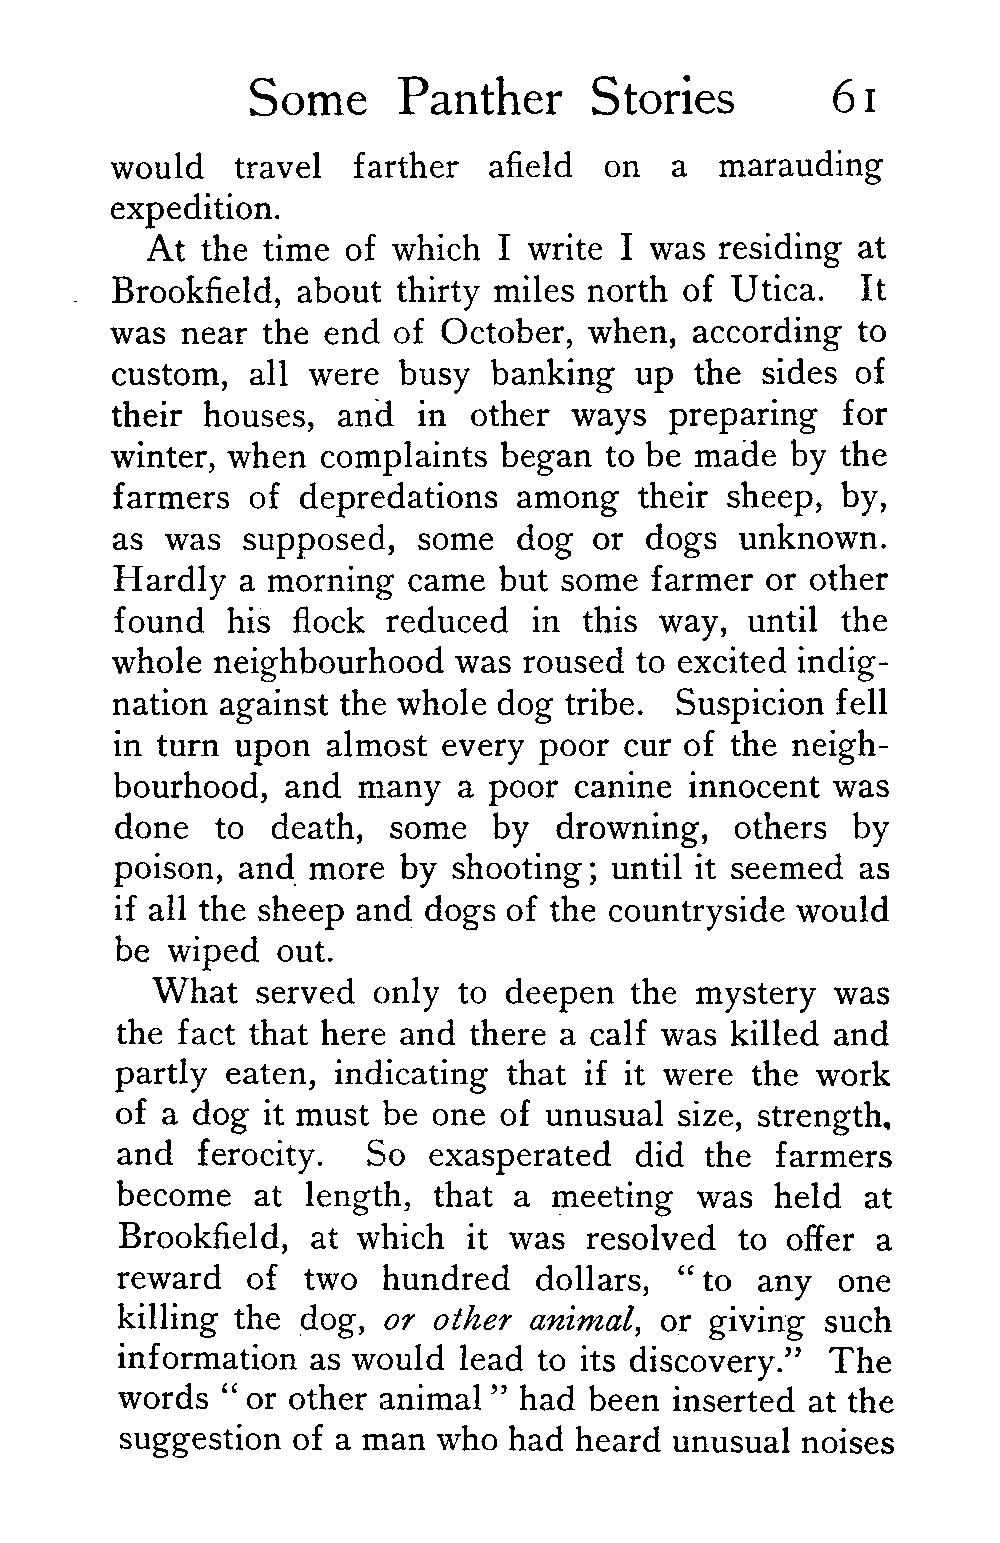 Some Panther Stories 61
would travel farther afield on a marauding
expedition.
At the time of which I write I was residing at
Brookfield, about thirty miles north of Utica. It
was near the end of October, when, according to
custom, all were busy banking up the sides of
their houses, and in other ways preparing for
winter, when complaints began to be made by the
farmers of depredations among their sheep, by,
as was supposed, some dog or dogs unknown.
Hardly a morning came but some farmer or other
found his flock reduced in this way, until the
whole neighbourhood was roused to excited indig-
nation against the whole dog tribe. Suspicion fell
in turn upon almost every poor cur of the neigh-
bourhood, and many a poor canine innocent was
done to death, some by drowning, others by
poison, and more by shooting; until it seemed as
if all the sheep and dogs of the countryside would
be wiped out.
What served only to deepen the mystery was
the fact that here and there a calf was killed and
partly eaten, indicating that if it were the work
of a dog it must be one of unusual size, strength,
and ferocity. So exasperated did the farmers
become at length, that a meeting was held at
Brookfield, at which it was resolved to offer a
reward of two hundred dollars, “to any one
killing the dog, or other animal, or giving such
information as would lead to its discovery.” The
words “or other animal” had been inserted at the
suggestion of a man who had heard unusual noises